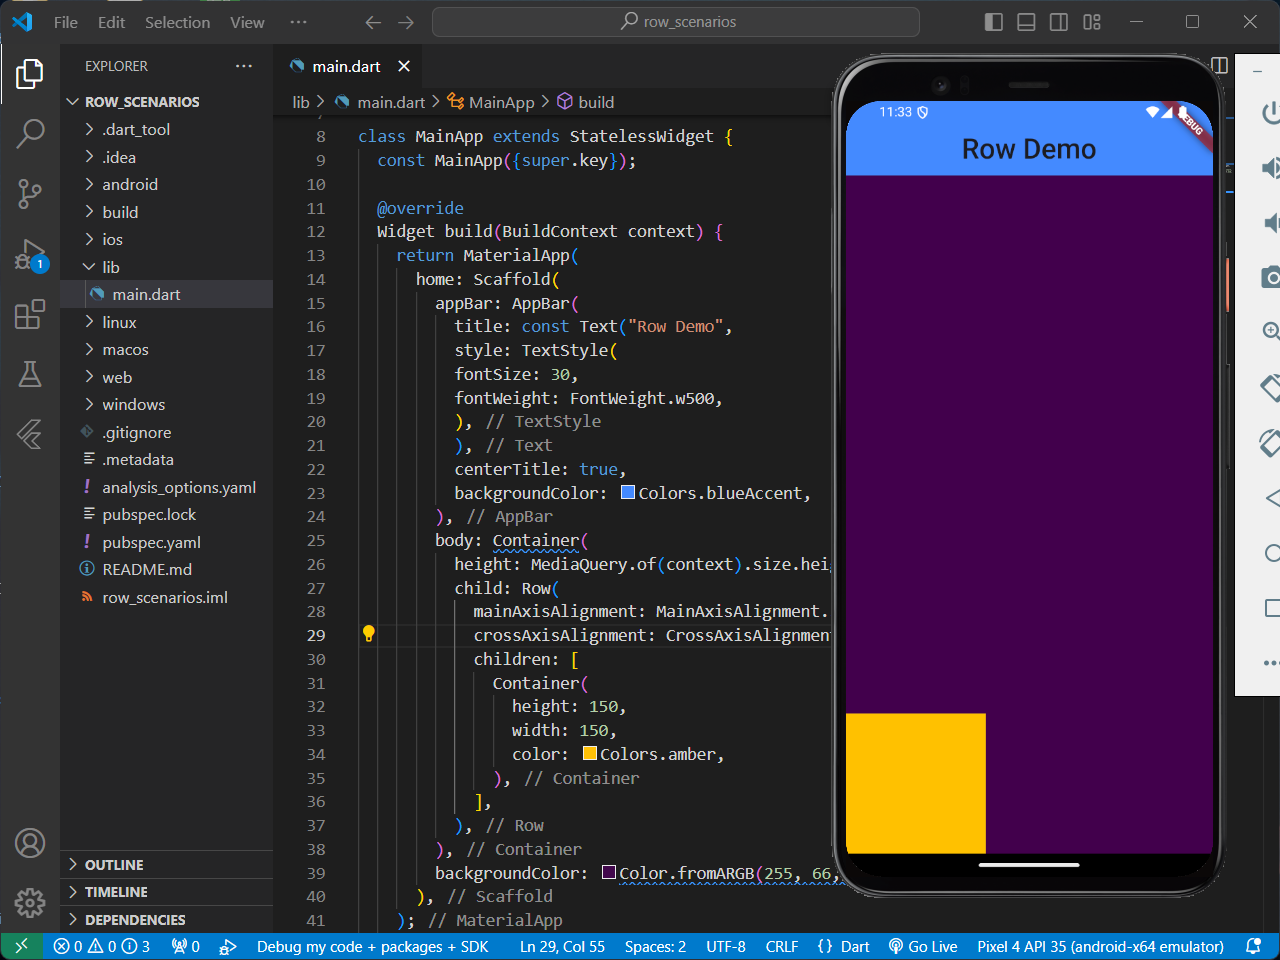 File Edit Selection View ··· row_scenarios
EXPLORER ···
ROW_SCENARIOS
.dart_tool
.idea
android
build
ios
lib
main.dart
linux
macos
web
windows
.gitignore
.metadata
analysis_options.yaml
pubspec.lock
pubspec.yaml
README.md
row_scenarios.iml
OUTLINE
TIMELINE
DEPENDENCIES
1
main.dart
lib > main.dart > MainApp > build
8 class MainApp extends StatelessWidget {
9 const MainApp({super.key});
10
11 @override
12 Widget build(BuildContext context) {
13 return MaterialApp(
14 home: Scaffold(
15 appBar: AppBar(
16 title: const Text("Row Demo",
17 style: TextStyle(
18 fontSize: 30,
19 fontWeight: FontWeight.w500,
20 ), // TextStyle
21 ), // Text
22 centerTitle: true,
23 backgroundColor: Colors.blueAccent,
24 ), // AppBar
25 body: Container(
26 height: MediaQuery.of(context).size.hei
27 child: Row(
28 mainAxisAlignment: MainAxisAlignment.
29 crossAxisAlignment: CrossAxisAlignment
30 children: [
31 Container(
32 height: 150,
33 width: 150,
34 color: Colors.amber,
35 ), // Container
36 ],
37 ), // Row
38 ), // Container
39 backgroundColor: Color.fromARGB(255, 66,
40 ), // Scaffold
41 ); // MaterialApp
11:33
DEBUG
Row Demo
0 0 3 0 Debug my code + packages + SDK Ln 29, Col 55 Spaces: 2 UTF-8 CRLF {} Dart Go Live Pixel 4 API 35 (android-x64 emulator)